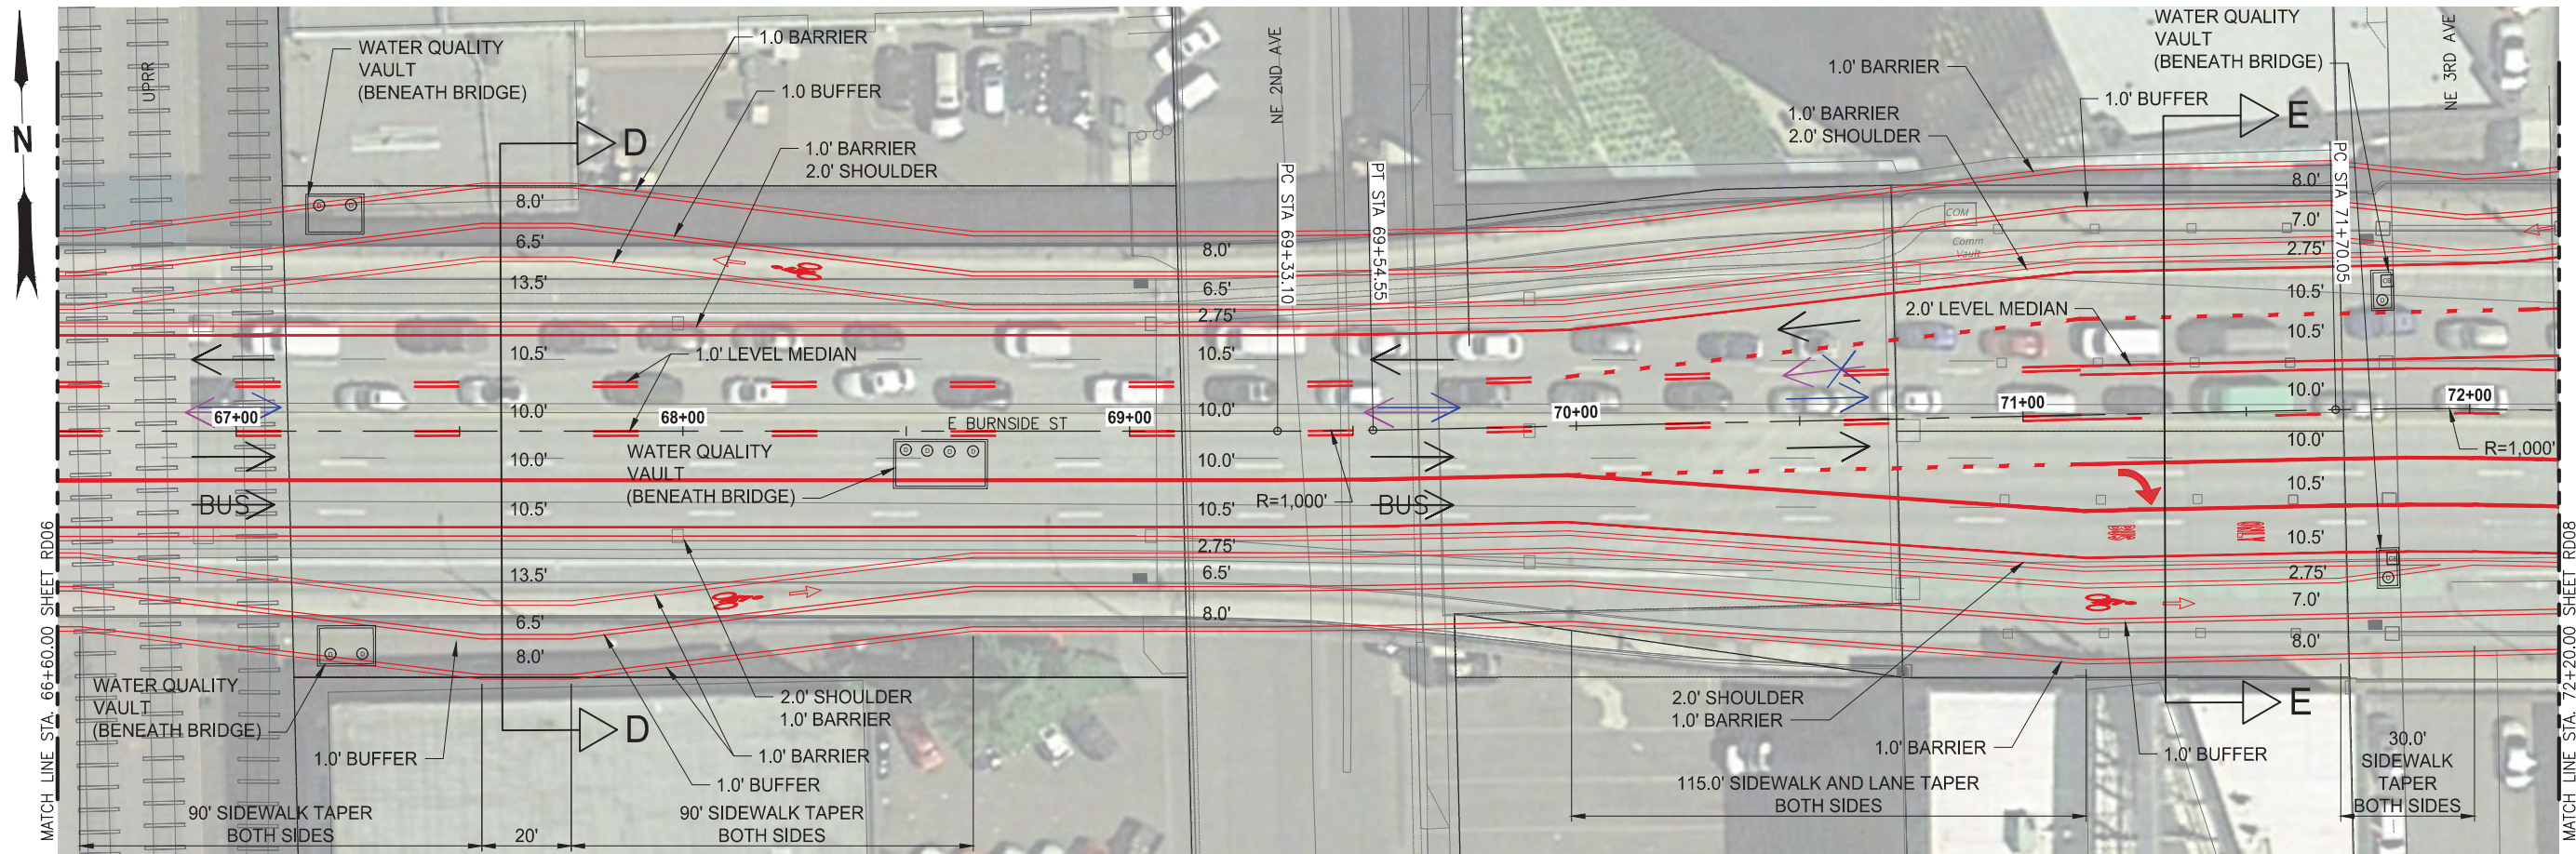 N
MATCH LINE STA. 66+60.00 SHEET RD06
UPRR
WATER QUALITY
VAULT
(BENEATH BRIDGE)
1.0 BARRIER
1.0 BUFFER
1.0' BARRIER
2.0' SHOULDER
D
8.0'
6.5'
13.5'
10.5'
10.0'
10.0'
10.5'
13.5'
6.5'
8.0'
1.0' LEVEL MEDIAN
67+00
68+00
69+00
E BURNSIDE ST
WATER QUALITY
VAULT
(BENEATH BRIDGE)
BUS
WATER QUALITY
VAULT
(BENEATH BRIDGE)
1.0' BUFFER
2.0' SHOULDER
1.0' BARRIER
1.0' BARRIER
1.0' BUFFER
D
90' SIDEWALK TAPER
BOTH SIDES
20'
90' SIDEWALK TAPER
BOTH SIDES
NE 2ND AVE
PC STA 69+33.10
PT STA 69+54.55
8.0'
6.5'
2.75'
10.5'
10.0'
10.0'
R=1,000'
BUS
2.75'
6.5'
8.0'
1.0' BARRIER
1.0' BARRIER
2.0' SHOULDER
COM
Comm
Vault
2.0' LEVEL MEDIAN
70+00
71+00
72+00
WATER QUALITY
VAULT
(BENEATH BRIDGE)
1.0' BUFFER
E
PC STA 71+70.05
NE 3RD AVE
8.0'
7.0'
2.75'
10.5'
10.5'
10.0'
10.0'
10.5'
10.5'
2.75'
7.0'
8.0'
R=1,000'
BUS
ONLY
2.0' SHOULDER
1.0' BARRIER
1.0' BARRIER
1.0' BUFFER
E
115.0' SIDEWALK AND LANE TAPER
BOTH SIDES
30.0'
SIDEWALK
TAPER
BOTH SIDES
MATCH LINE STA. 72+20.00 SHEET RD08